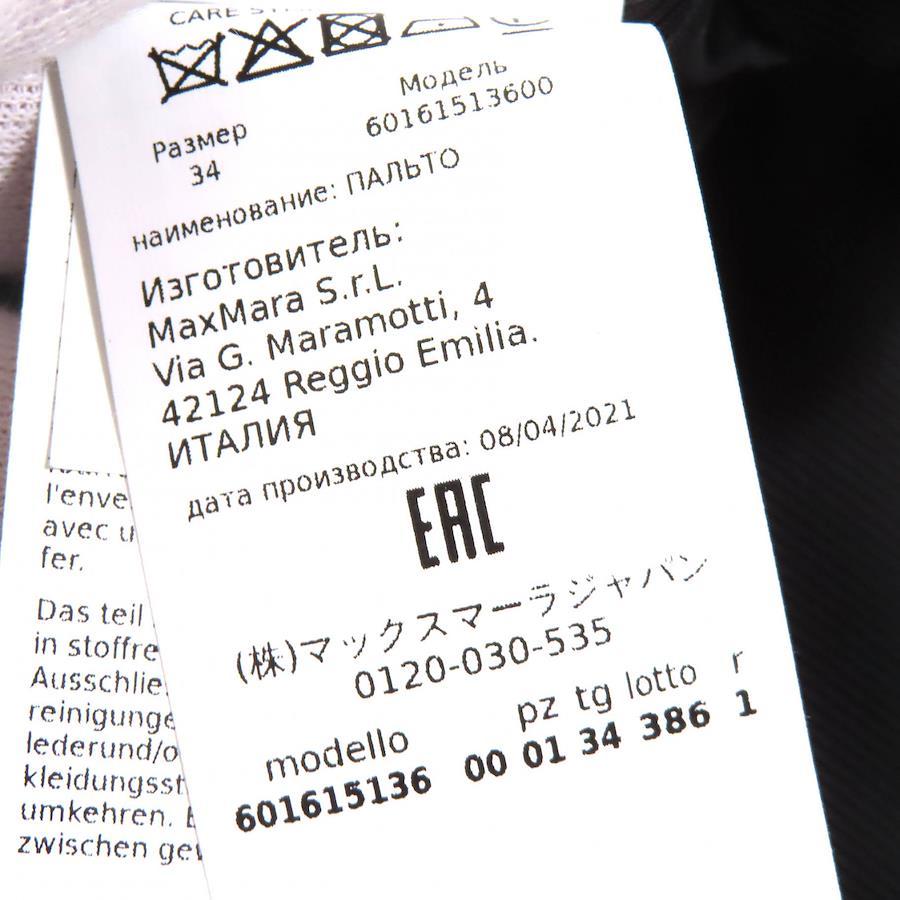 CARE
Модель
60161513600
Размер
34
наименование: ПАЛЬТО
Изготовитель:
MaxMara S.r.L.
Via G. Maramotti, 4
42124 Reggio Emilia.
ИТАЛИЯ
дата производства: 08/04/2021
EAC
(株)マックスマーラジャパン
0120-030-535
modello pz tg lotto r
601615136 00 01 34 386 1
l'enve
avec u
fer.
Das teil
in stoffre
Ausschlie
reinigunge
lederund/o
kleidungsst
umkehren.
zwischen ge